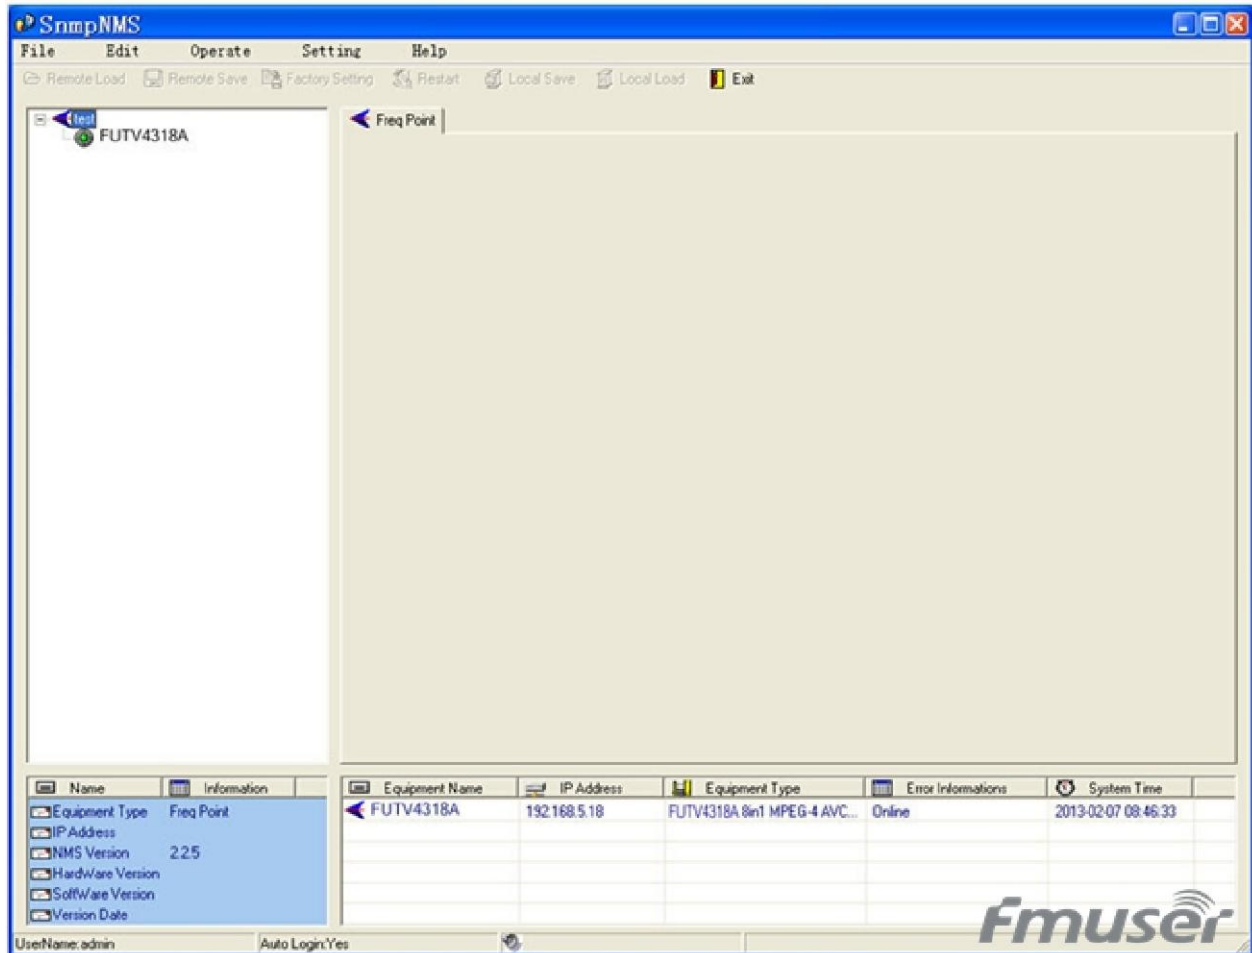 SnmpNMS
File Edit Operate Setting Help
Remote Load Remote Save Factory Setting Restart Local Save Local Load Exit
test
FUTV4318A
Freq Point
Name Information
Equipment Type Freq Point
IP Address
NMS Version 2.2.5
HardWare Version
SoftWare Version
Version Date
Equipment Name IP Address Equipment Type Error Informations System Time
FUTV4318A 192.168.5.18 FUTV4318A 8in1 MPEG-4 AVC... Online 2013-02-07 08:46:33
Fmuser
UserName:admin Auto Login:Yes